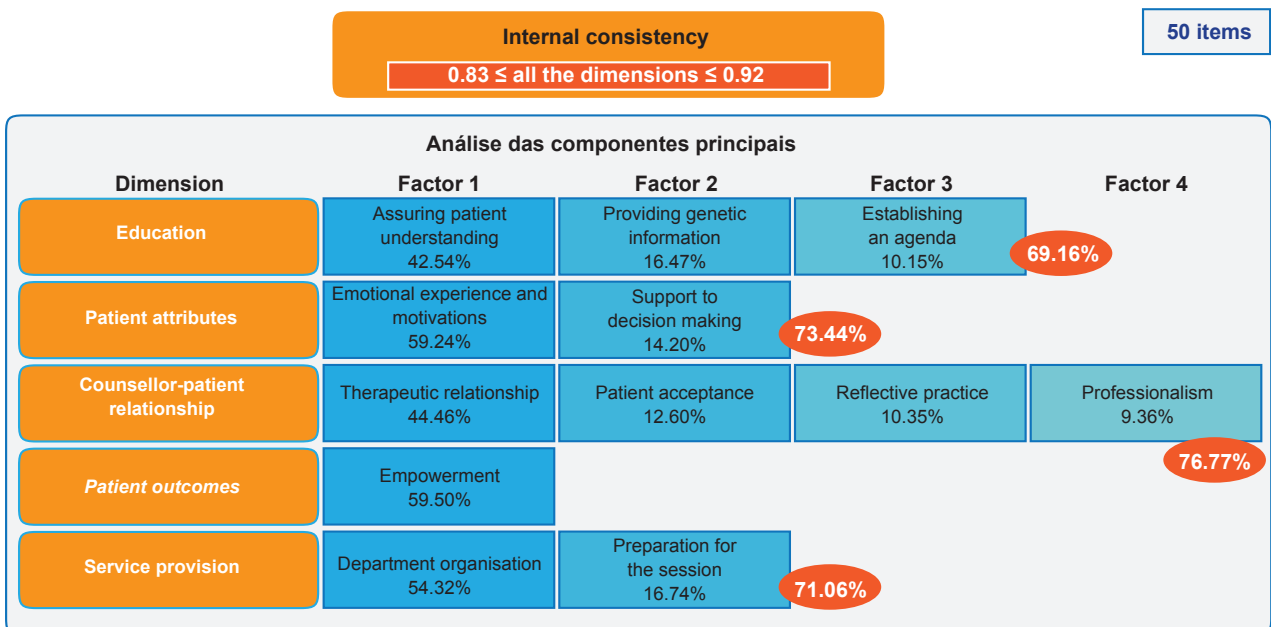 Internal consistency
0.83 ≤ all the dimensions ≤ 0.92
50 items
Análise das componentes principais
Dimension
Factor 1
Factor 2
Factor 3
Factor 4
Education
Assuring patient
understanding
42.54%
Providing genetic
information
16.47%
Establishing
an agenda
10.15%
69.16%
Patient attributes
Emotional experience and
motivations
59.24%
Support to
decision making
14.20%
73.44%
Counsellor-patient
relationship
Therapeutic relationship
44.46%
Patient acceptance
12.60%
Reflective practice
10.35%
Professionalism
9.36%
76.77%
Patient outcomes
Empowerment
59.50%
Service provision
Department organisation
54.32%
Preparation for
the session
16.74%
71.06%